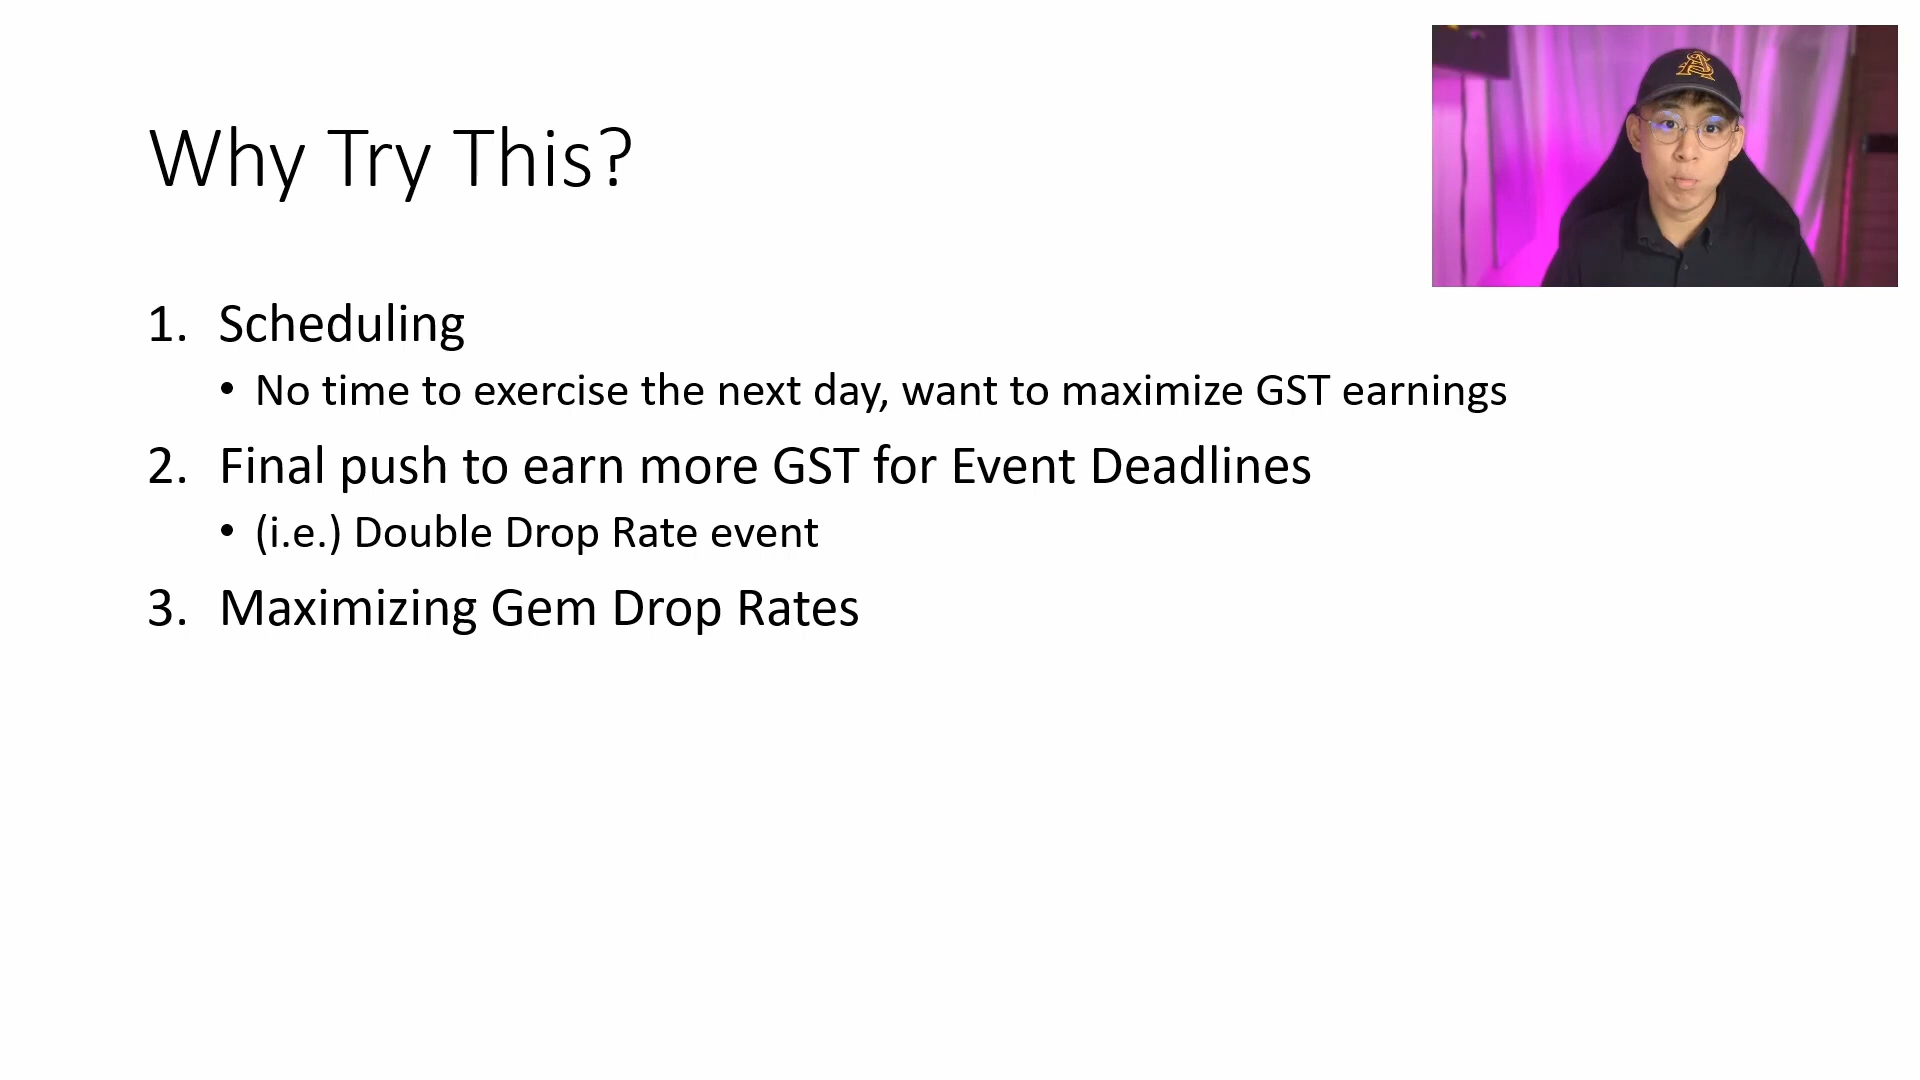 Why Try This?
1. Scheduling
• No time to exercise the next day, want to maximize GST earnings
2. Final push to earn more GST for Event Deadlines
• (i.e.) Double Drop Rate event
3. Maximizing Gem Drop Rates